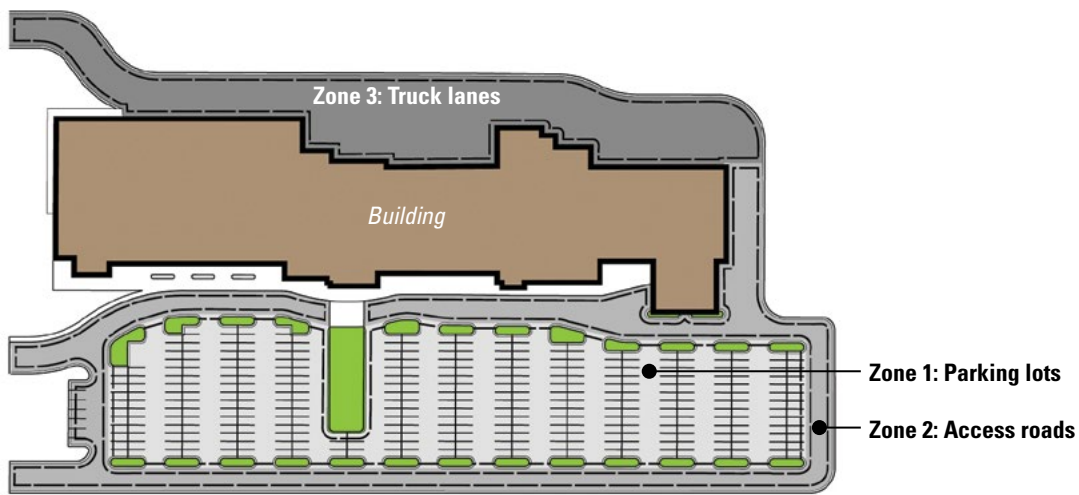 Zone 3: Truck lanes
Building
Zone 1: Parking lots
Zone 2: Access roads